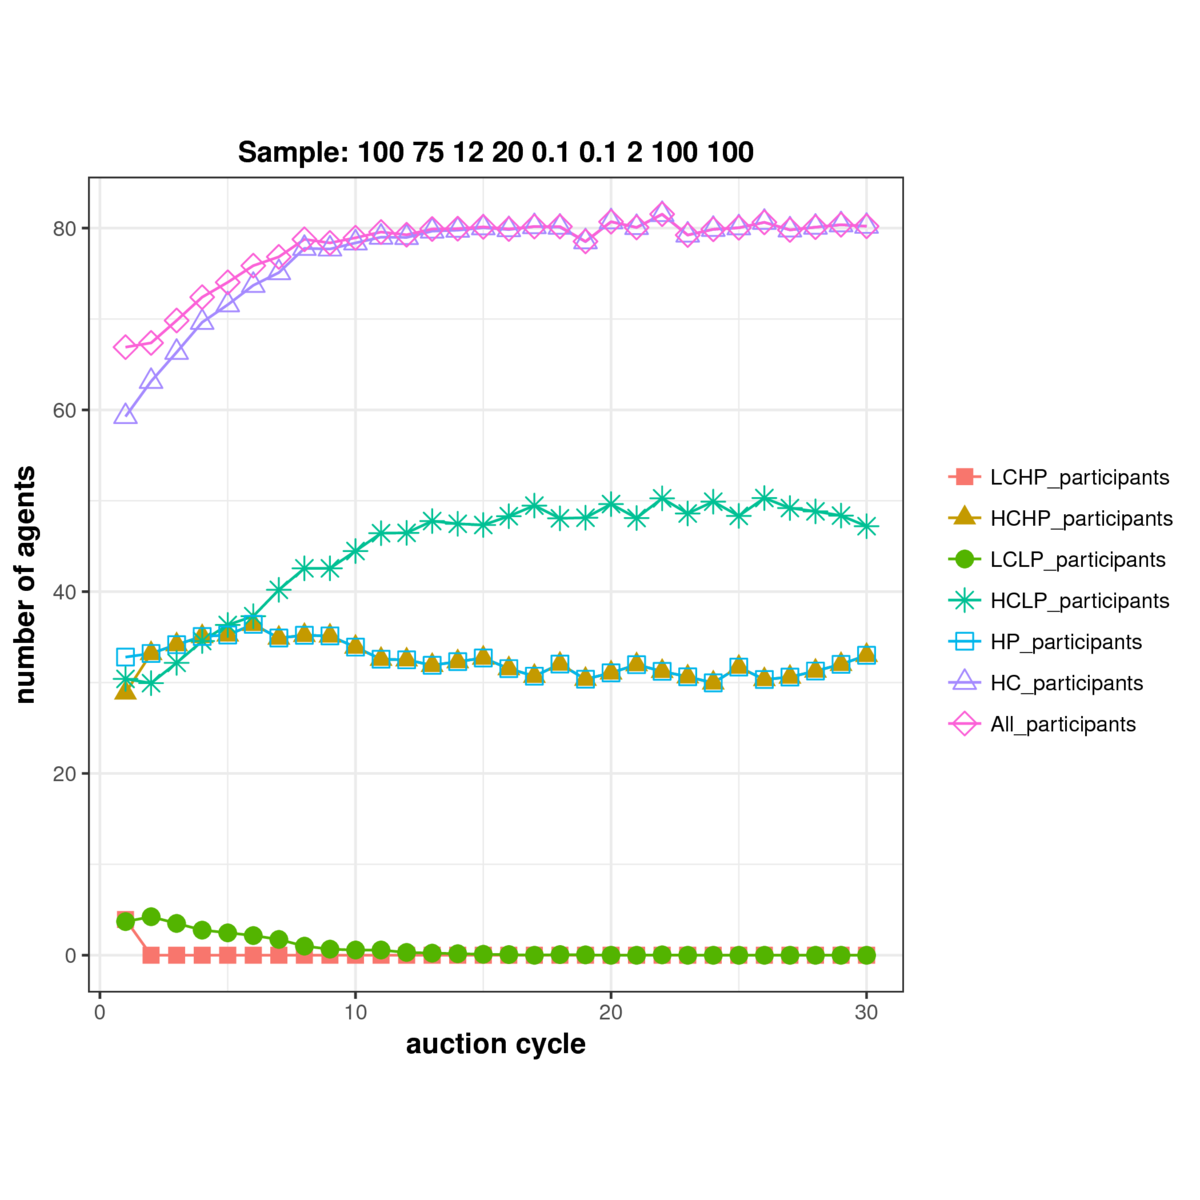 Sample: 100 75 12 20 0.1 0.1 2 100 100
80
60
40
20
0
number of agents
0 10 20 30
auction cycle
LCHP_participants
HCHP_participants
LCLP_participants
HCLP_participants
HP_participants
HC_participants
All_participants